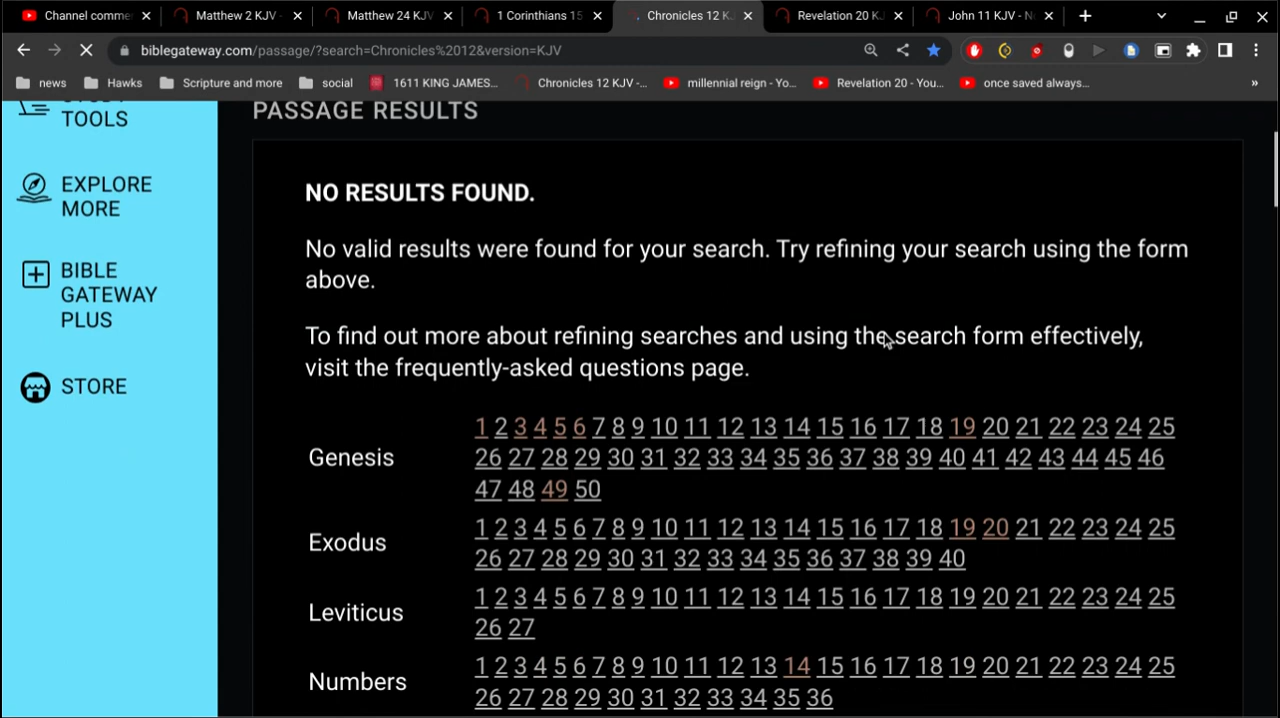 Channel comme
Matthew 2 KJV -
Matthew 24 KJV
1 Corinthians 15
Chronicles 12 K
Revelation 20 KJ
John 11 KJV - N
biblegateway.com/passage/?search=Chronicles%2012&version=KJV
news
Hawks
Scripture and more
social
1611 KING JAMES...
Chronicles 12 KJV -...
millennial reign - Yo...
Revelation 20 - You...
once saved always...
»
STUDY
TOOLS
EXPLORE
MORE
BIBLE
GATEWAY
PLUS
STORE
PASSAGE RESULTS
NO RESULTS FOUND.
No valid results were found for your search. Try refining your search using the form
above.
To find out more about refining searches and using the search form effectively,
visit the frequently-asked questions page.
Genesis
1 2 3 4 5 6 7 8 9 10 11 12 13 14 15 16 17 18 19 20 21 22 23 24 25
26 27 28 29 30 31 32 33 34 35 36 37 38 39 40 41 42 43 44 45 46
47 48 49 50
Exodus
1 2 3 4 5 6 7 8 9 10 11 12 13 14 15 16 17 18 19 20 21 22 23 24 25
26 27 28 29 30 31 32 33 34 35 36 37 38 39 40
Leviticus
1 2 3 4 5 6 7 8 9 10 11 12 13 14 15 16 17 18 19 20 21 22 23 24 25
26 27
Numbers
1 2 3 4 5 6 7 8 9 10 11 12 13 14 15 16 17 18 19 20 21 22 23 24 25
26 27 28 29 30 31 32 33 34 35 36